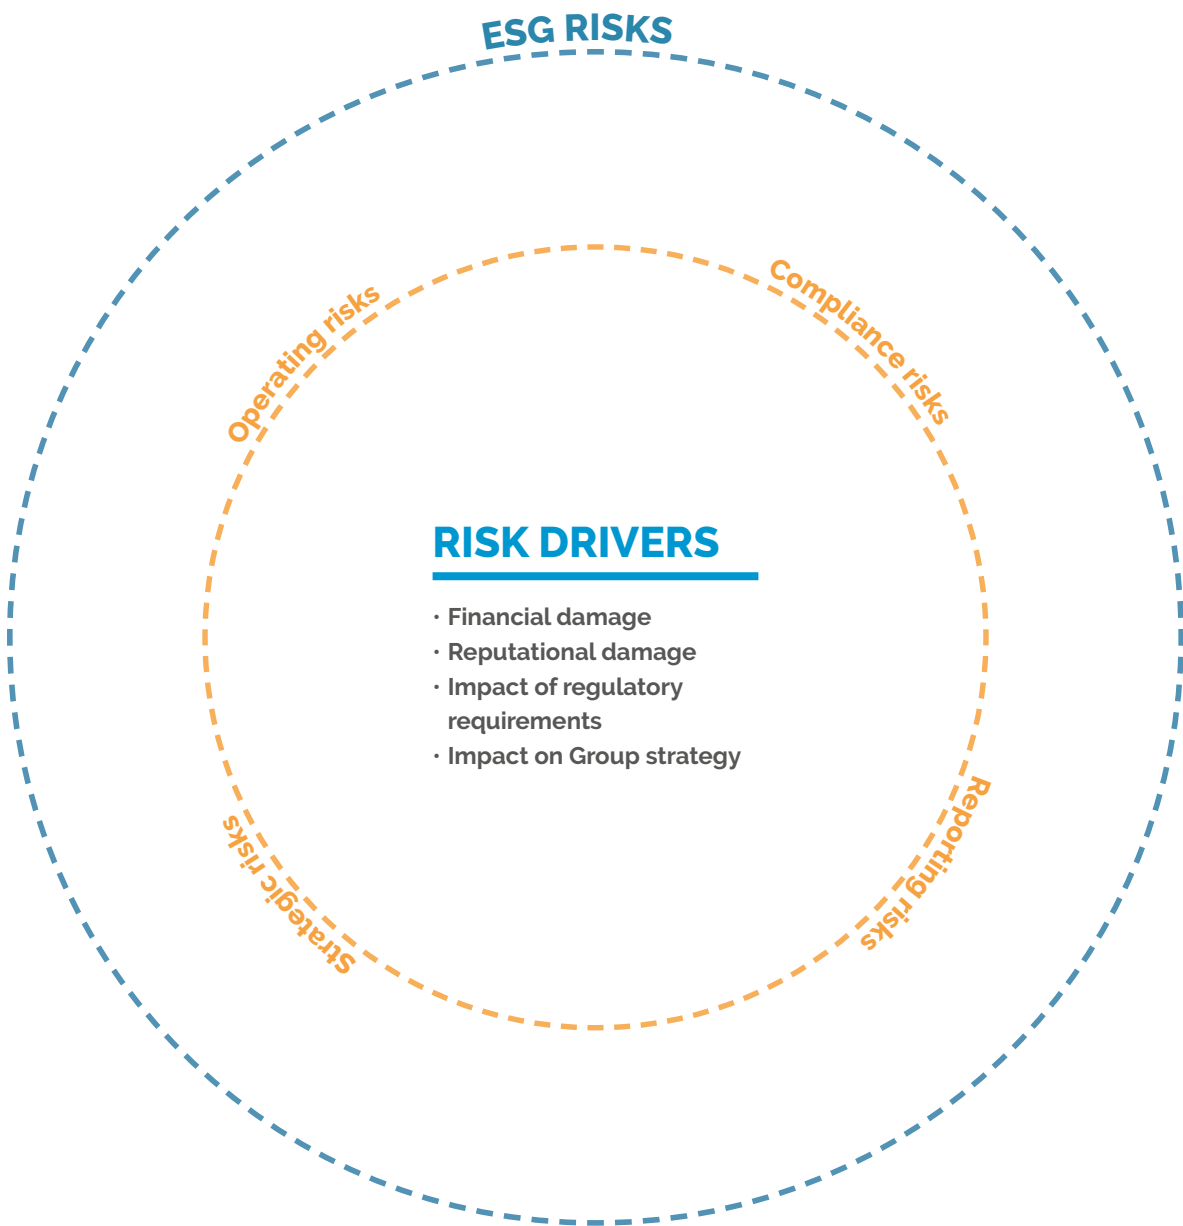 ESG RISKS
Operating risks
Compliance risks
RISK DRIVERS
· Financial damage
· Reputational damage
· Impact of regulatory
requirements
· Impact on Group strategy
Strategic risks
Reporting risks